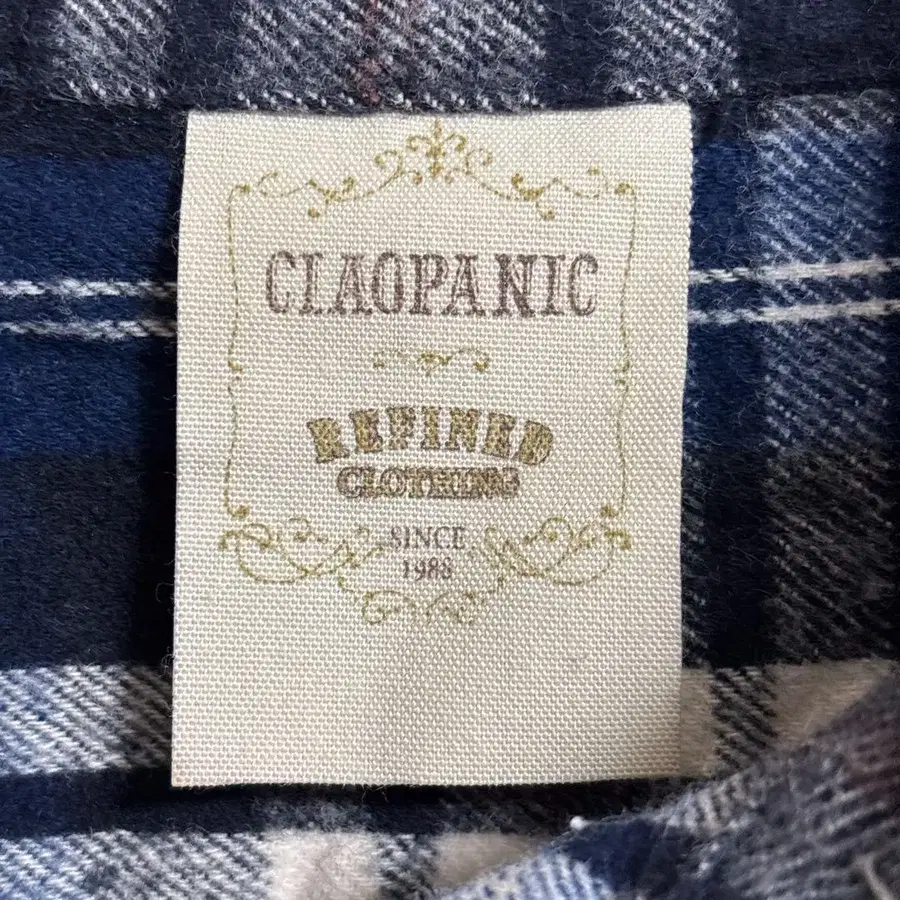 CIAOPANIC
REFINED
CLOTHING
SINCE
1988